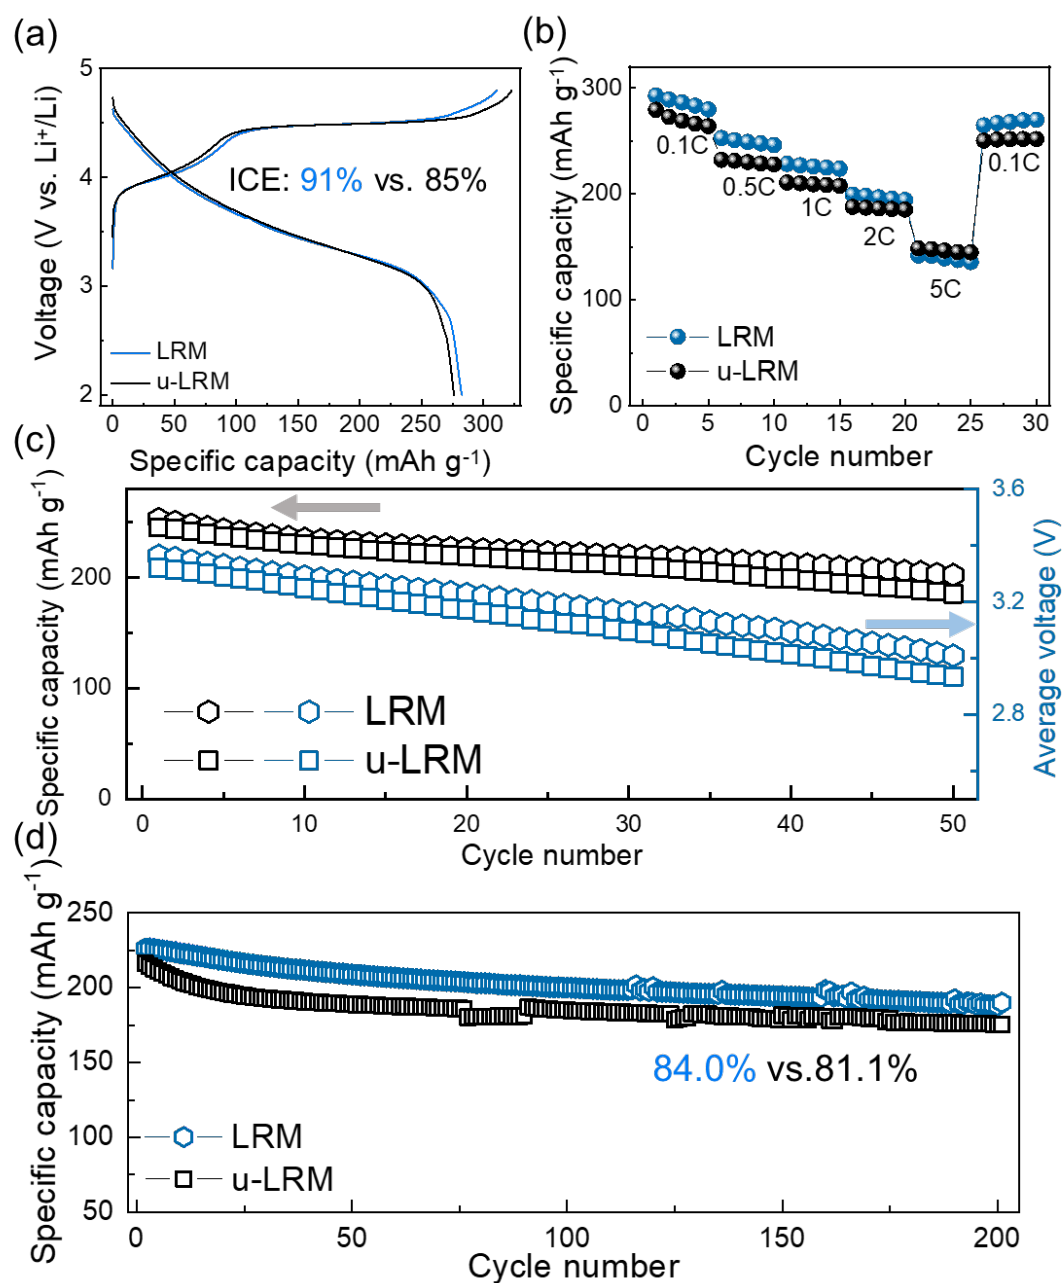 (a)
Voltage (V vs. Li⁺/Li)
5
4
3
2
ICE: 91% vs. 85%
LRM
u-LRM
0 50 100 150 200 250 300
Specific capacity (mAh g⁻¹)
(b)
Specific capacity (mAh g⁻¹)
300
200
100
0
0.1C
0.5C
1C
2C
5C
0.1C
LRM
u-LRM
0 5 10 15 20 25 30
Cycle number
(c)
Specific capacity (mAh g⁻¹)
200
100
0
3.6
3.2
2.8
Average voltage (V)
LRM
u-LRM
0 10 20 30 40 50
Cycle number
(d)
Specific capacity (mAh g⁻¹)
250
200
150
100
50
84.0% vs.81.1%
LRM
u-LRM
0 50 100 150 200
Cycle number